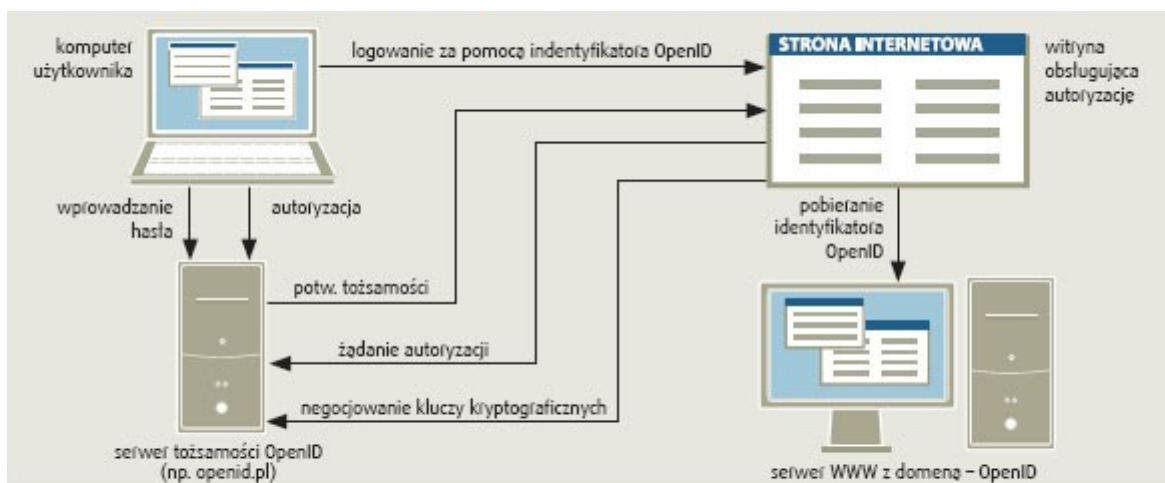 komputer
użytkownika
logowanie za pomocą indentyfikatora OpenID
STRONA INTERNETOWA
witryna
obsługująca
autoryzację
wprowadzanie
hasła
autoryzacja
pobieranie
identyfikatora
OpenID
potw. tożsamości
żądanie autoryzacji
negocjowanie kluczy kryptograficznych
serwer tożsamości OpenID
(np. openid.pl)
serwer WWW z domeną – OpenID